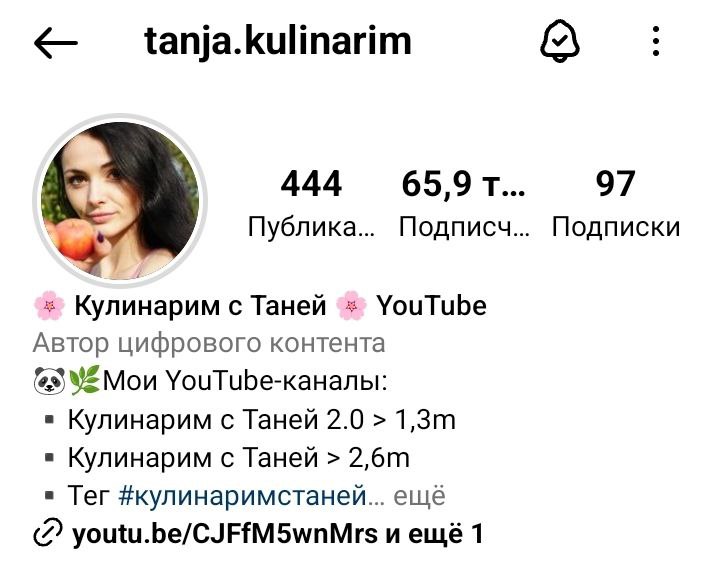 tanja.kulinarim
444 65,9 т... 97
Публика... Подписч... Подписки
🌸 Кулинарим с Таней 🌸 YouTube
Автор цифрового контента
🐼🌿Мои YouTube-каналы:
▪️ Кулинарим с Таней 2.0 > 1,3m
▪️ Кулинарим с Таней > 2,6m
▪️ Тег #кулинаримстаней... ещё
youtu.be/CJFfM5wnMrs и ещё 1